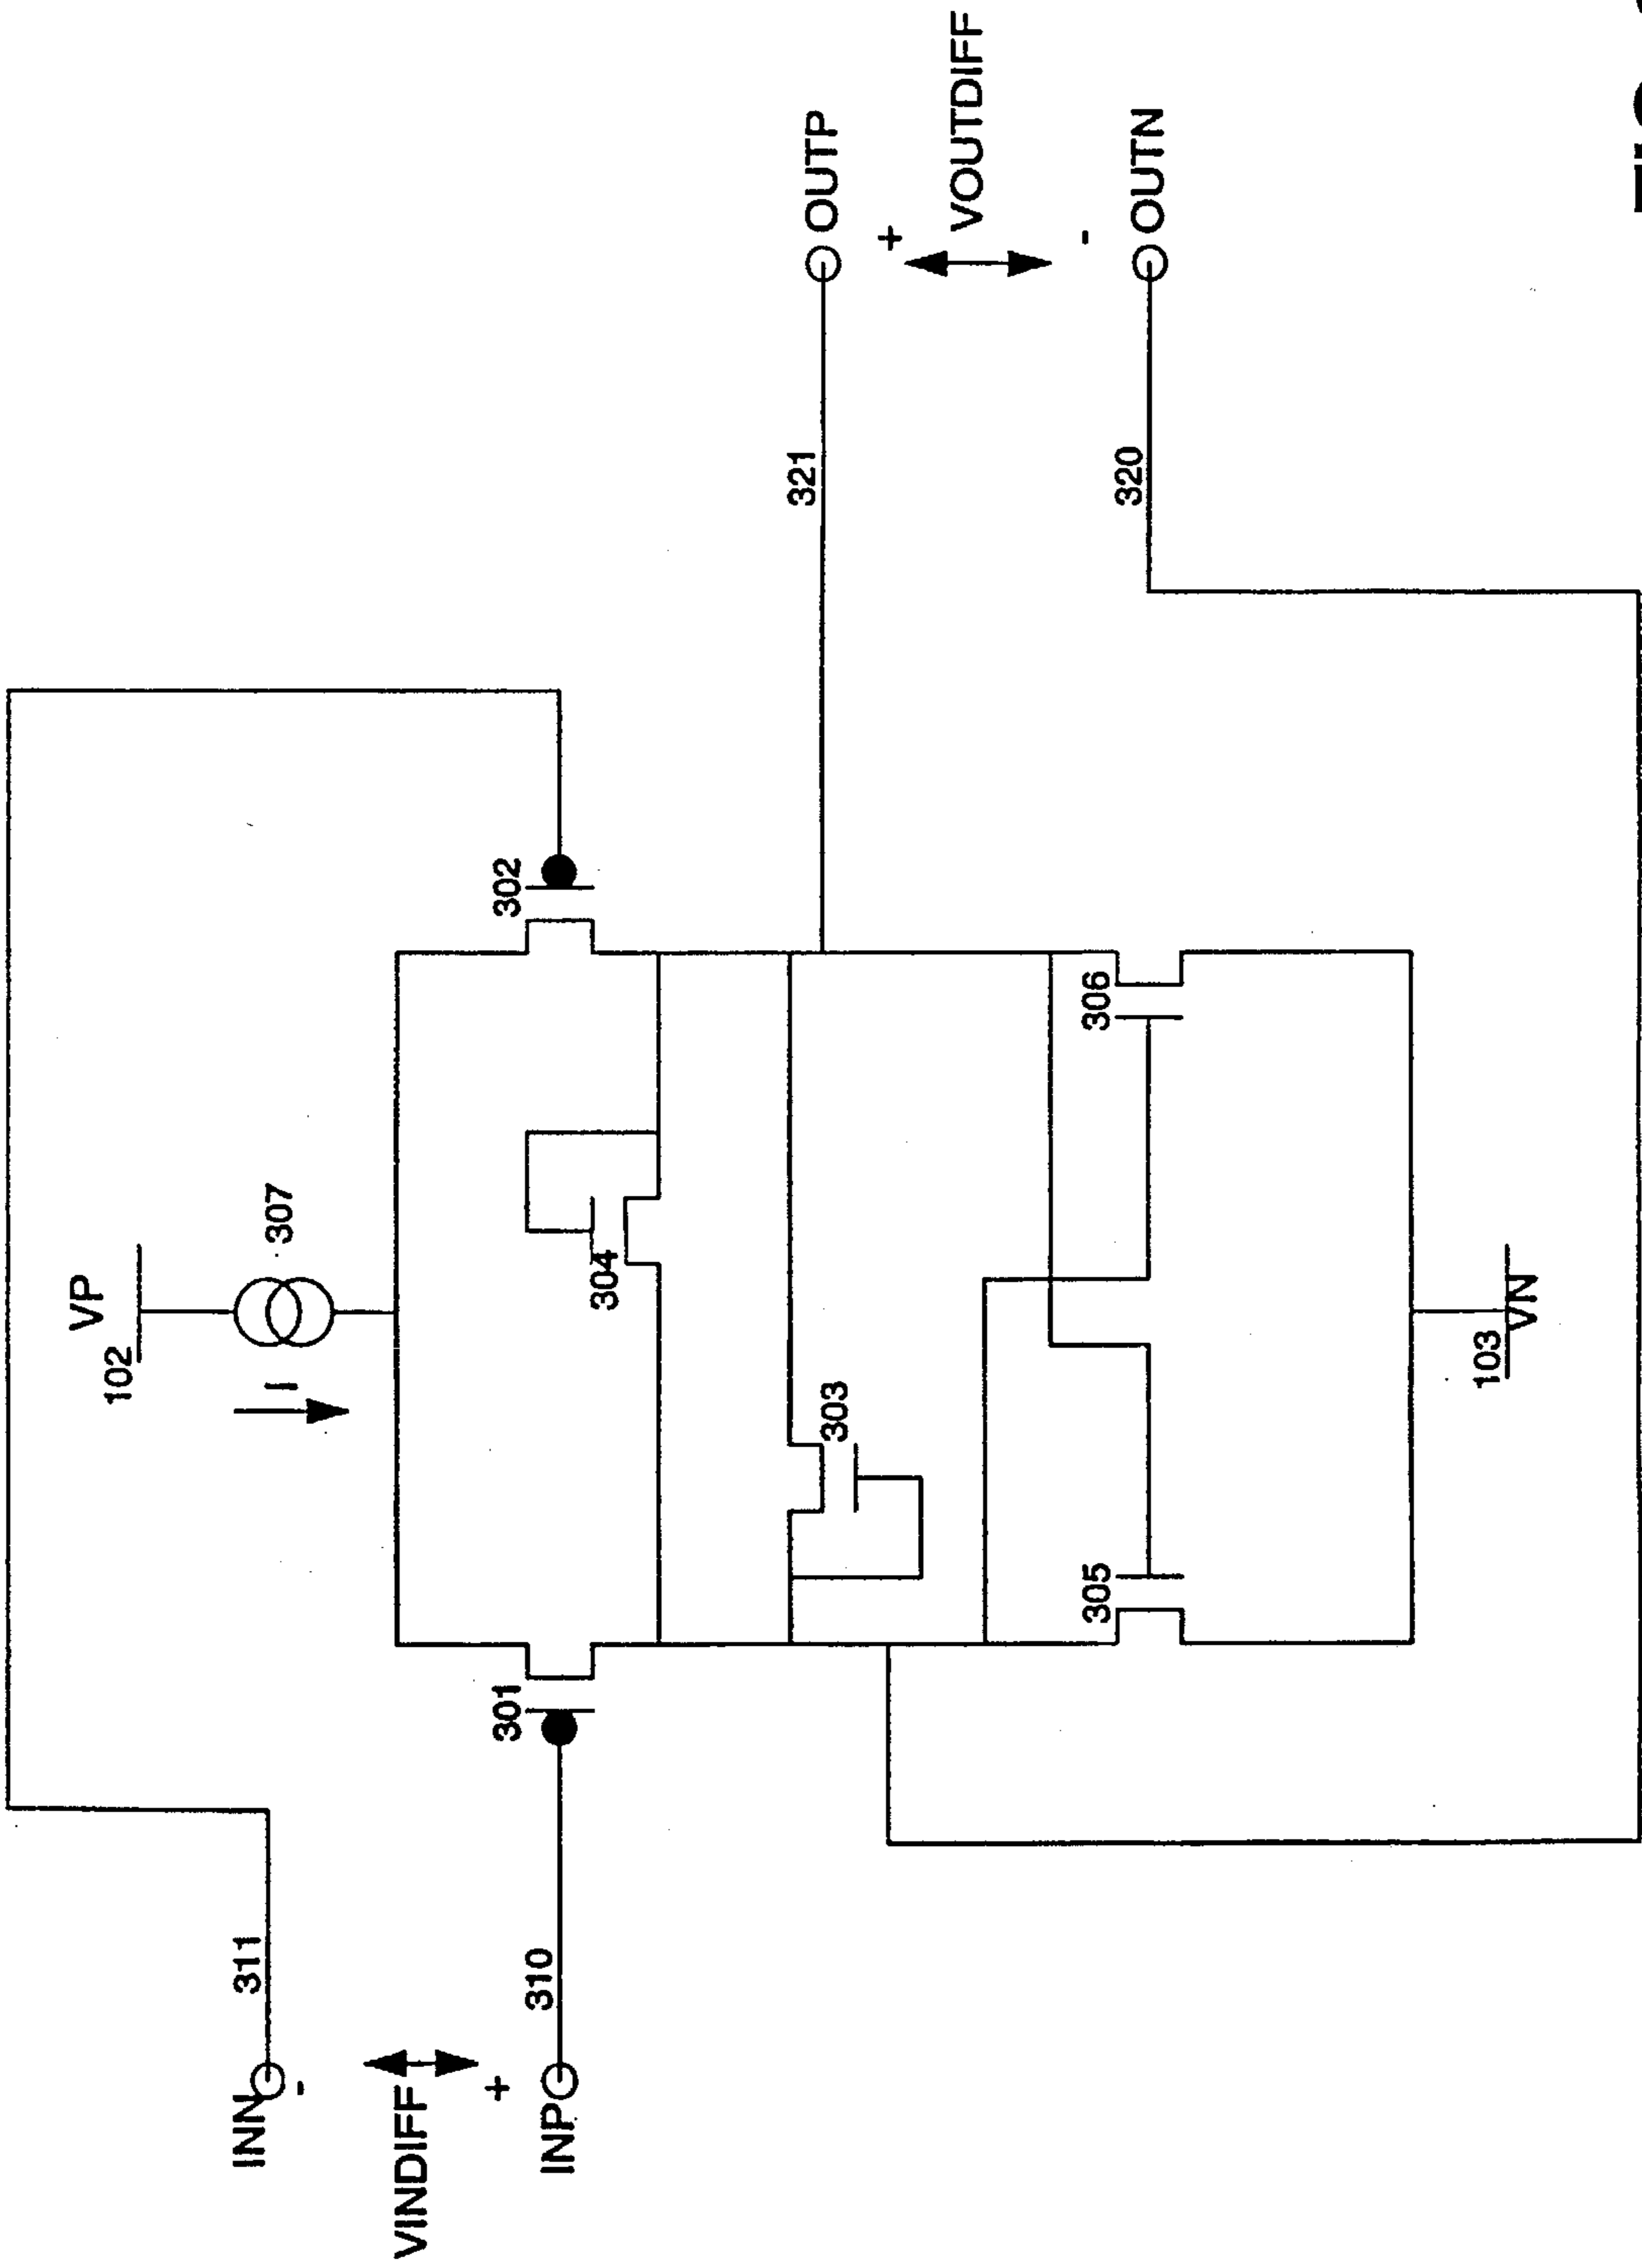 INN
311
-
VINDIFF
+
INP
310
VP
102
I
307
301
302
304
303
305
306
103
VN
321
OUTP
+
VOUTDIFF
-
320
OUTN